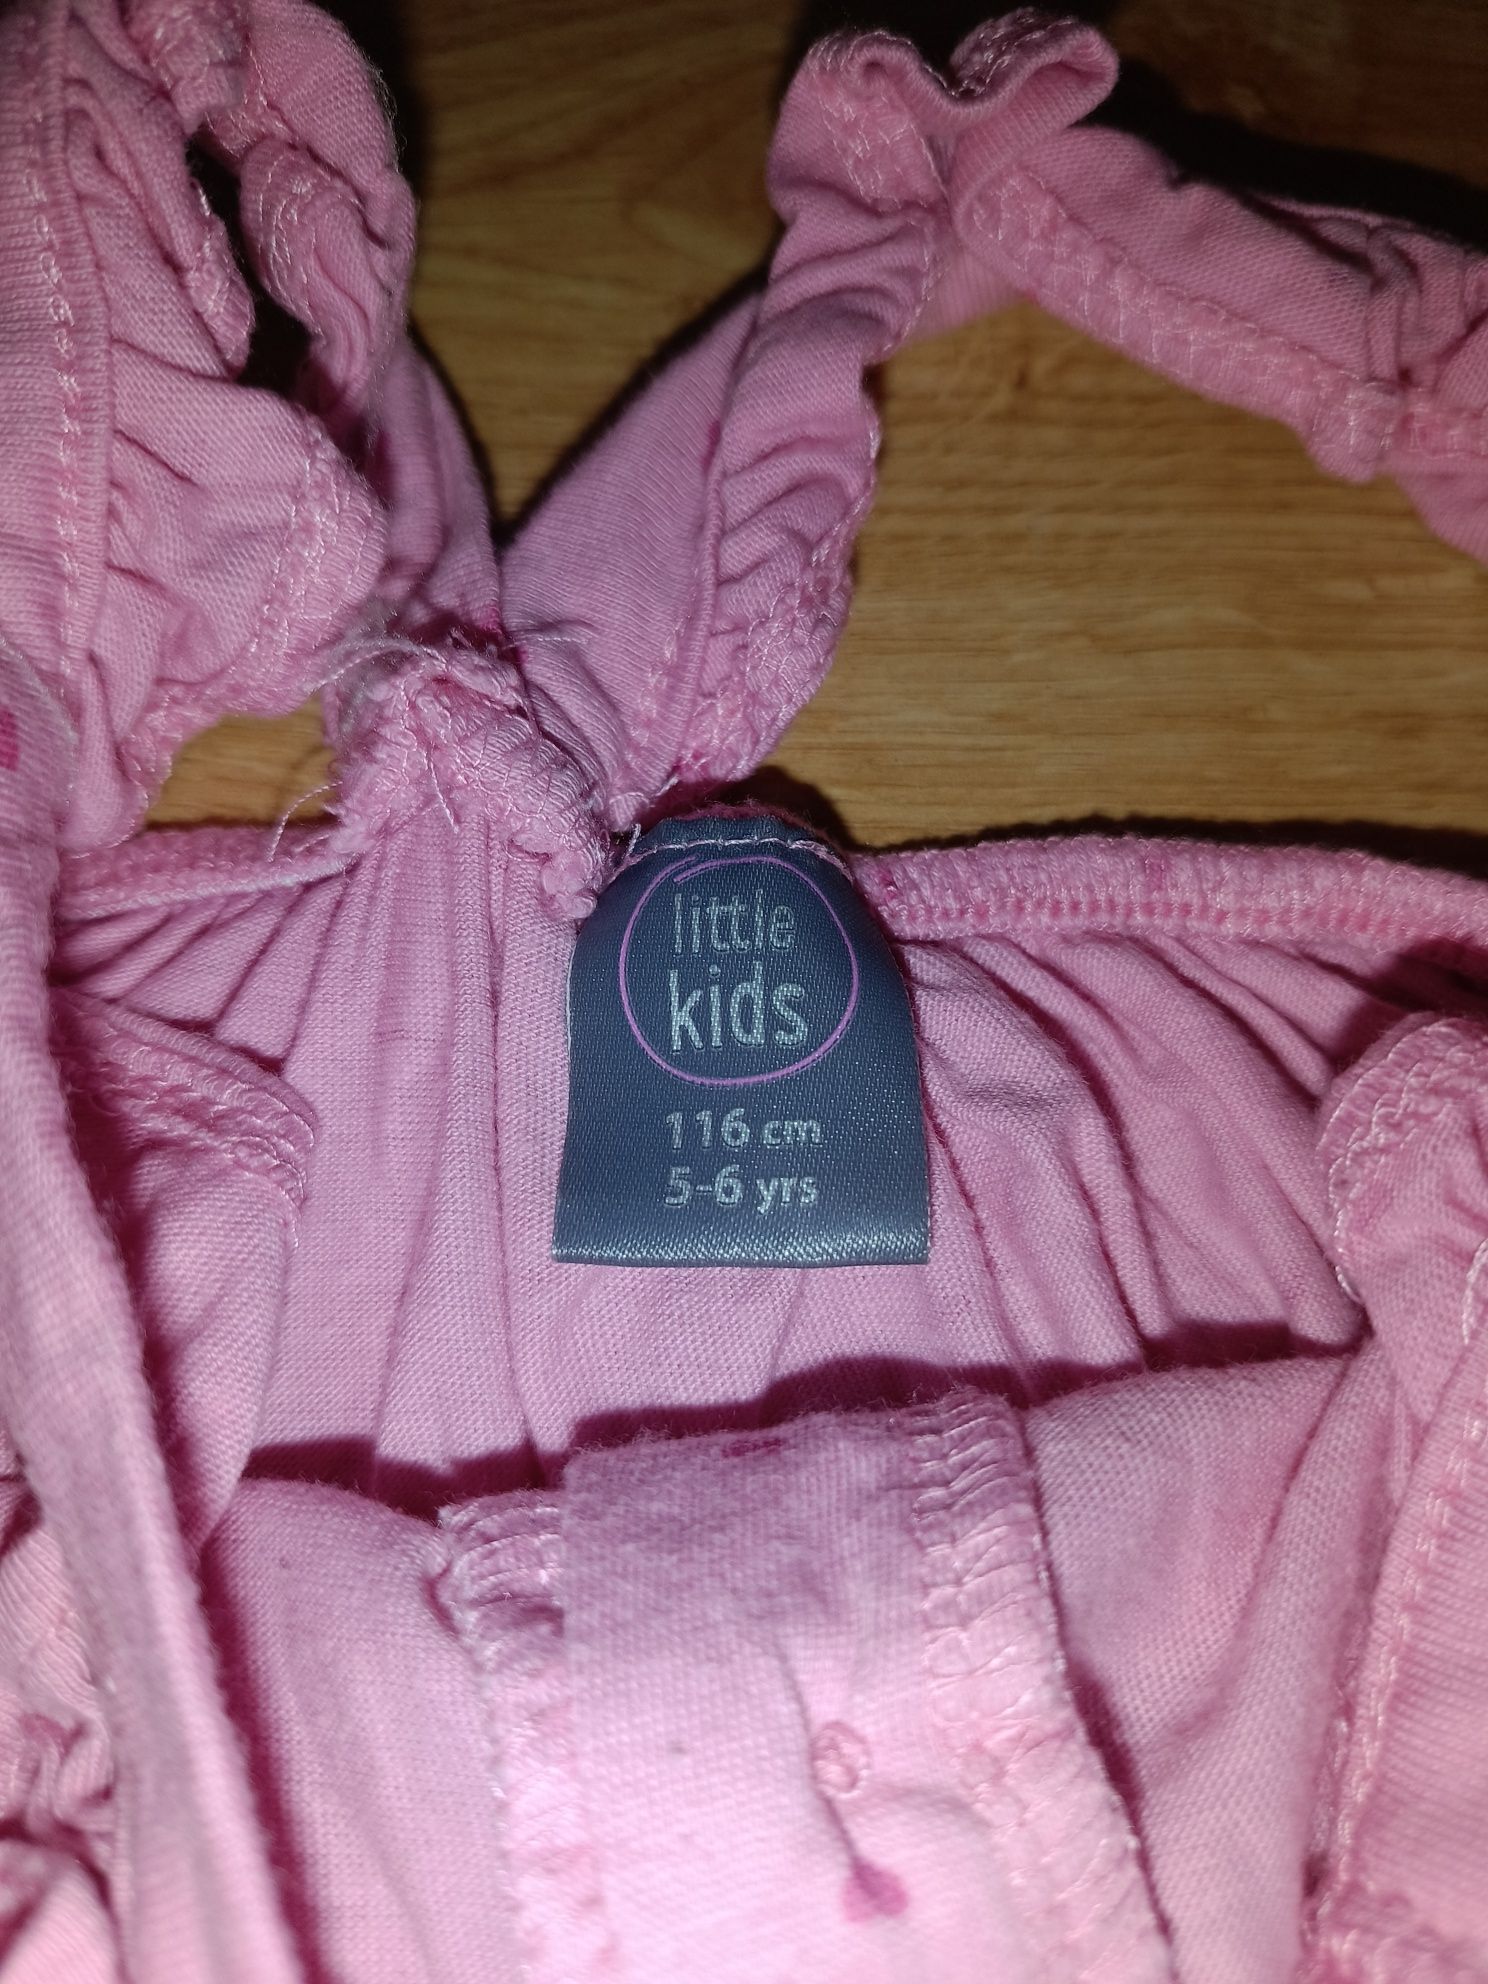 little
kids
116 cm
5-6 yrs